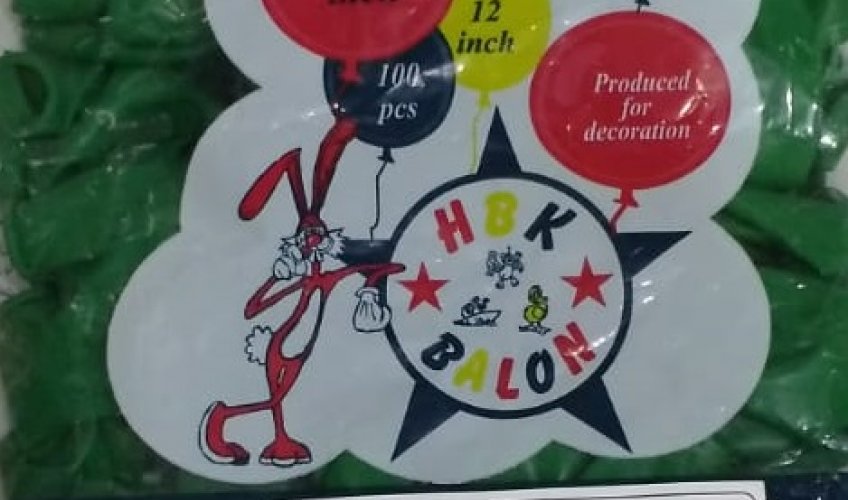 12
inch
100
pcs
Produced
for
decoration
HBK
BALON